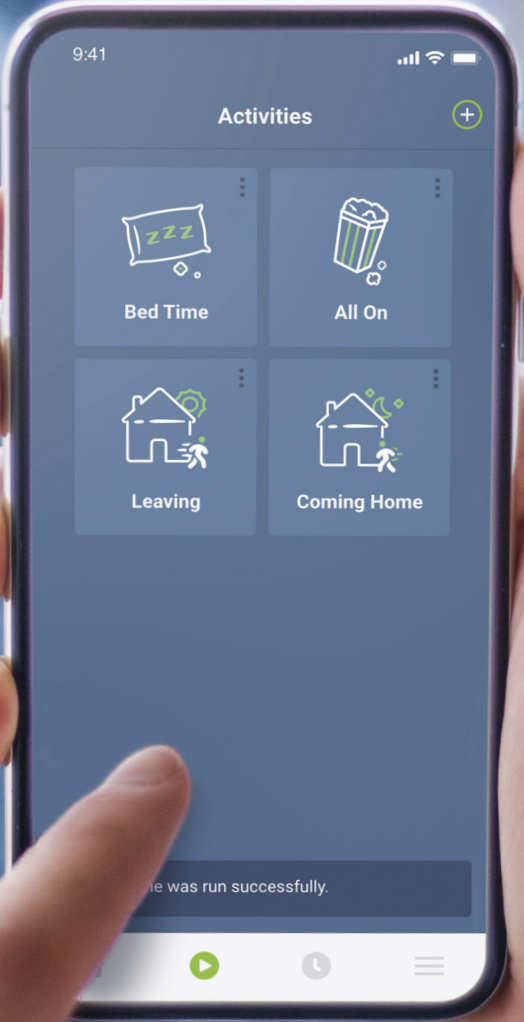 9:41
Activities
z z z
Bed Time
All On
Leaving
Coming Home
was run successfully.